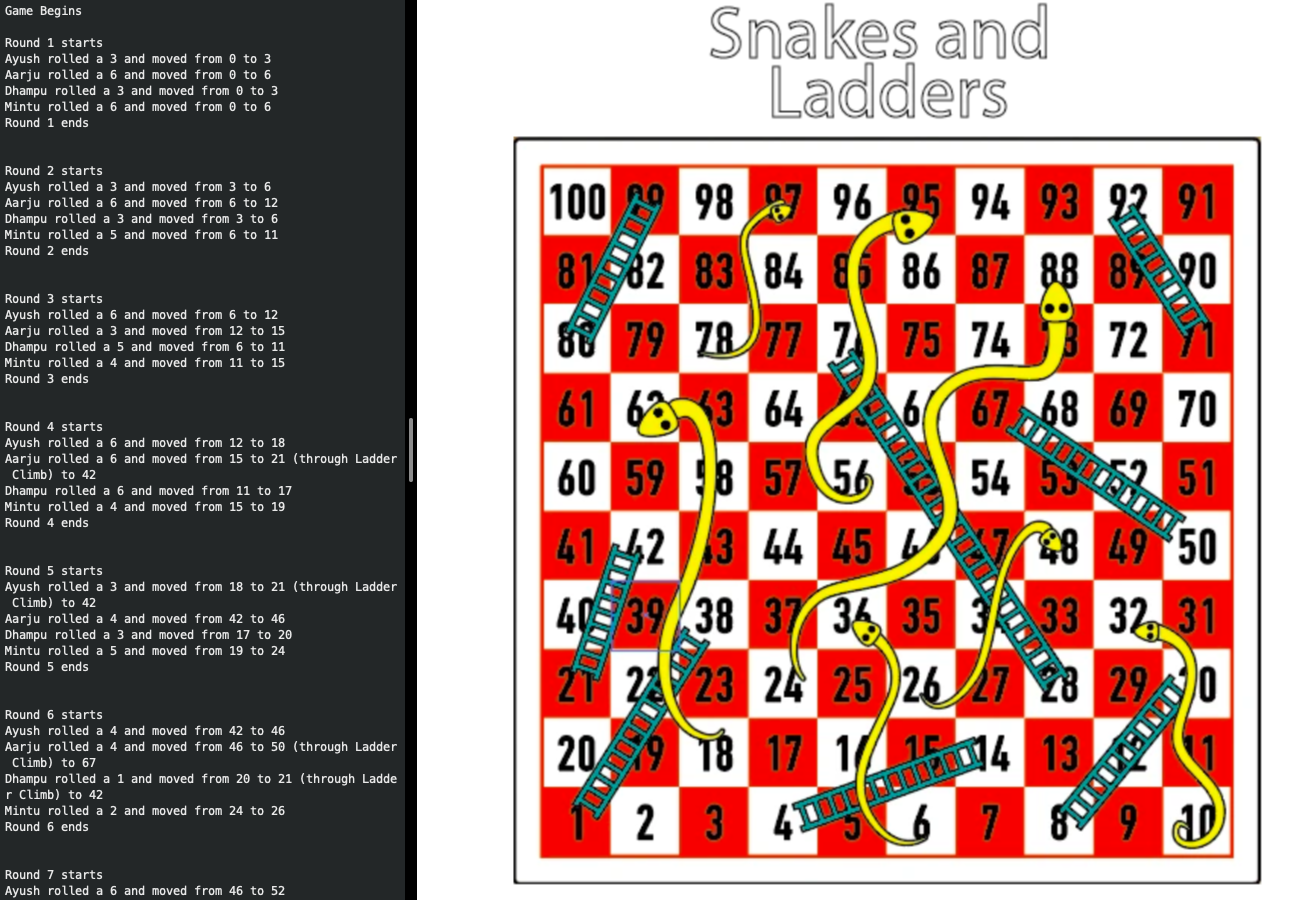 Game Begins
Round 1 starts
Ayush rolled a 3 and moved from 0 to 3
Aarju rolled a 6 and moved from 0 to 6
Dhampu rolled a 3 and moved from 0 to 3
Mintu rolled a 6 and moved from 0 to 6
Round 1 ends
Round 2 starts
Ayush rolled a 3 and moved from 3 to 6
Aarju rolled a 6 and moved from 6 to 12
Dhampu rolled a 3 and moved from 3 to 6
Mintu rolled a 5 and moved from 6 to 11
Round 2 ends
Round 3 starts
Ayush rolled a 6 and moved from 6 to 12
Aarju rolled a 3 and moved from 12 to 15
Dhampu rolled a 5 and moved from 6 to 11
Mintu rolled a 4 and moved from 11 to 15
Round 3 ends
Round 4 starts
Ayush rolled a 6 and moved from 12 to 18
Aarju rolled a 6 and moved from 15 to 21 (through Ladder
Climb) to 42
Dhampu rolled a 6 and moved from 11 to 17
Mintu rolled a 4 and moved from 15 to 19
Round 4 ends
Round 5 starts
Ayush rolled a 3 and moved from 18 to 21 (through Ladder
Climb) to 42
Aarju rolled a 4 and moved from 42 to 46
Dhampu rolled a 3 and moved from 17 to 20
Mintu rolled a 5 and moved from 19 to 24
Round 5 ends
Round 6 starts
Ayush rolled a 4 and moved from 42 to 46
Aarju rolled a 4 and moved from 46 to 50 (through Ladder
Climb) to 67
Dhampu rolled a 1 and moved from 20 to 21 (through Ladde
r Climb) to 42
Mintu rolled a 2 and moved from 24 to 26
Round 6 ends
Round 7 starts
Ayush rolled a 6 and moved from 46 to 52
Snakes and
Ladders
100 99 98 97 96 95 94 93 92 91
81 82 83 84 85 86 87 88 89 90
80 79 78 77 76 75 74 73 72 71
61 62 63 64 66 67 68 69 70
60 59 58 57 56 54 53 52 51
41 42 43 44 45 46 47 48 49 50
40 39 38 37 36 35 34 33 32 31
21 22 23 24 25 26 27 28 29 30
20 19 18 17 16 15 14 13 12 11
1 2 3 4 5 6 7 8 9 10